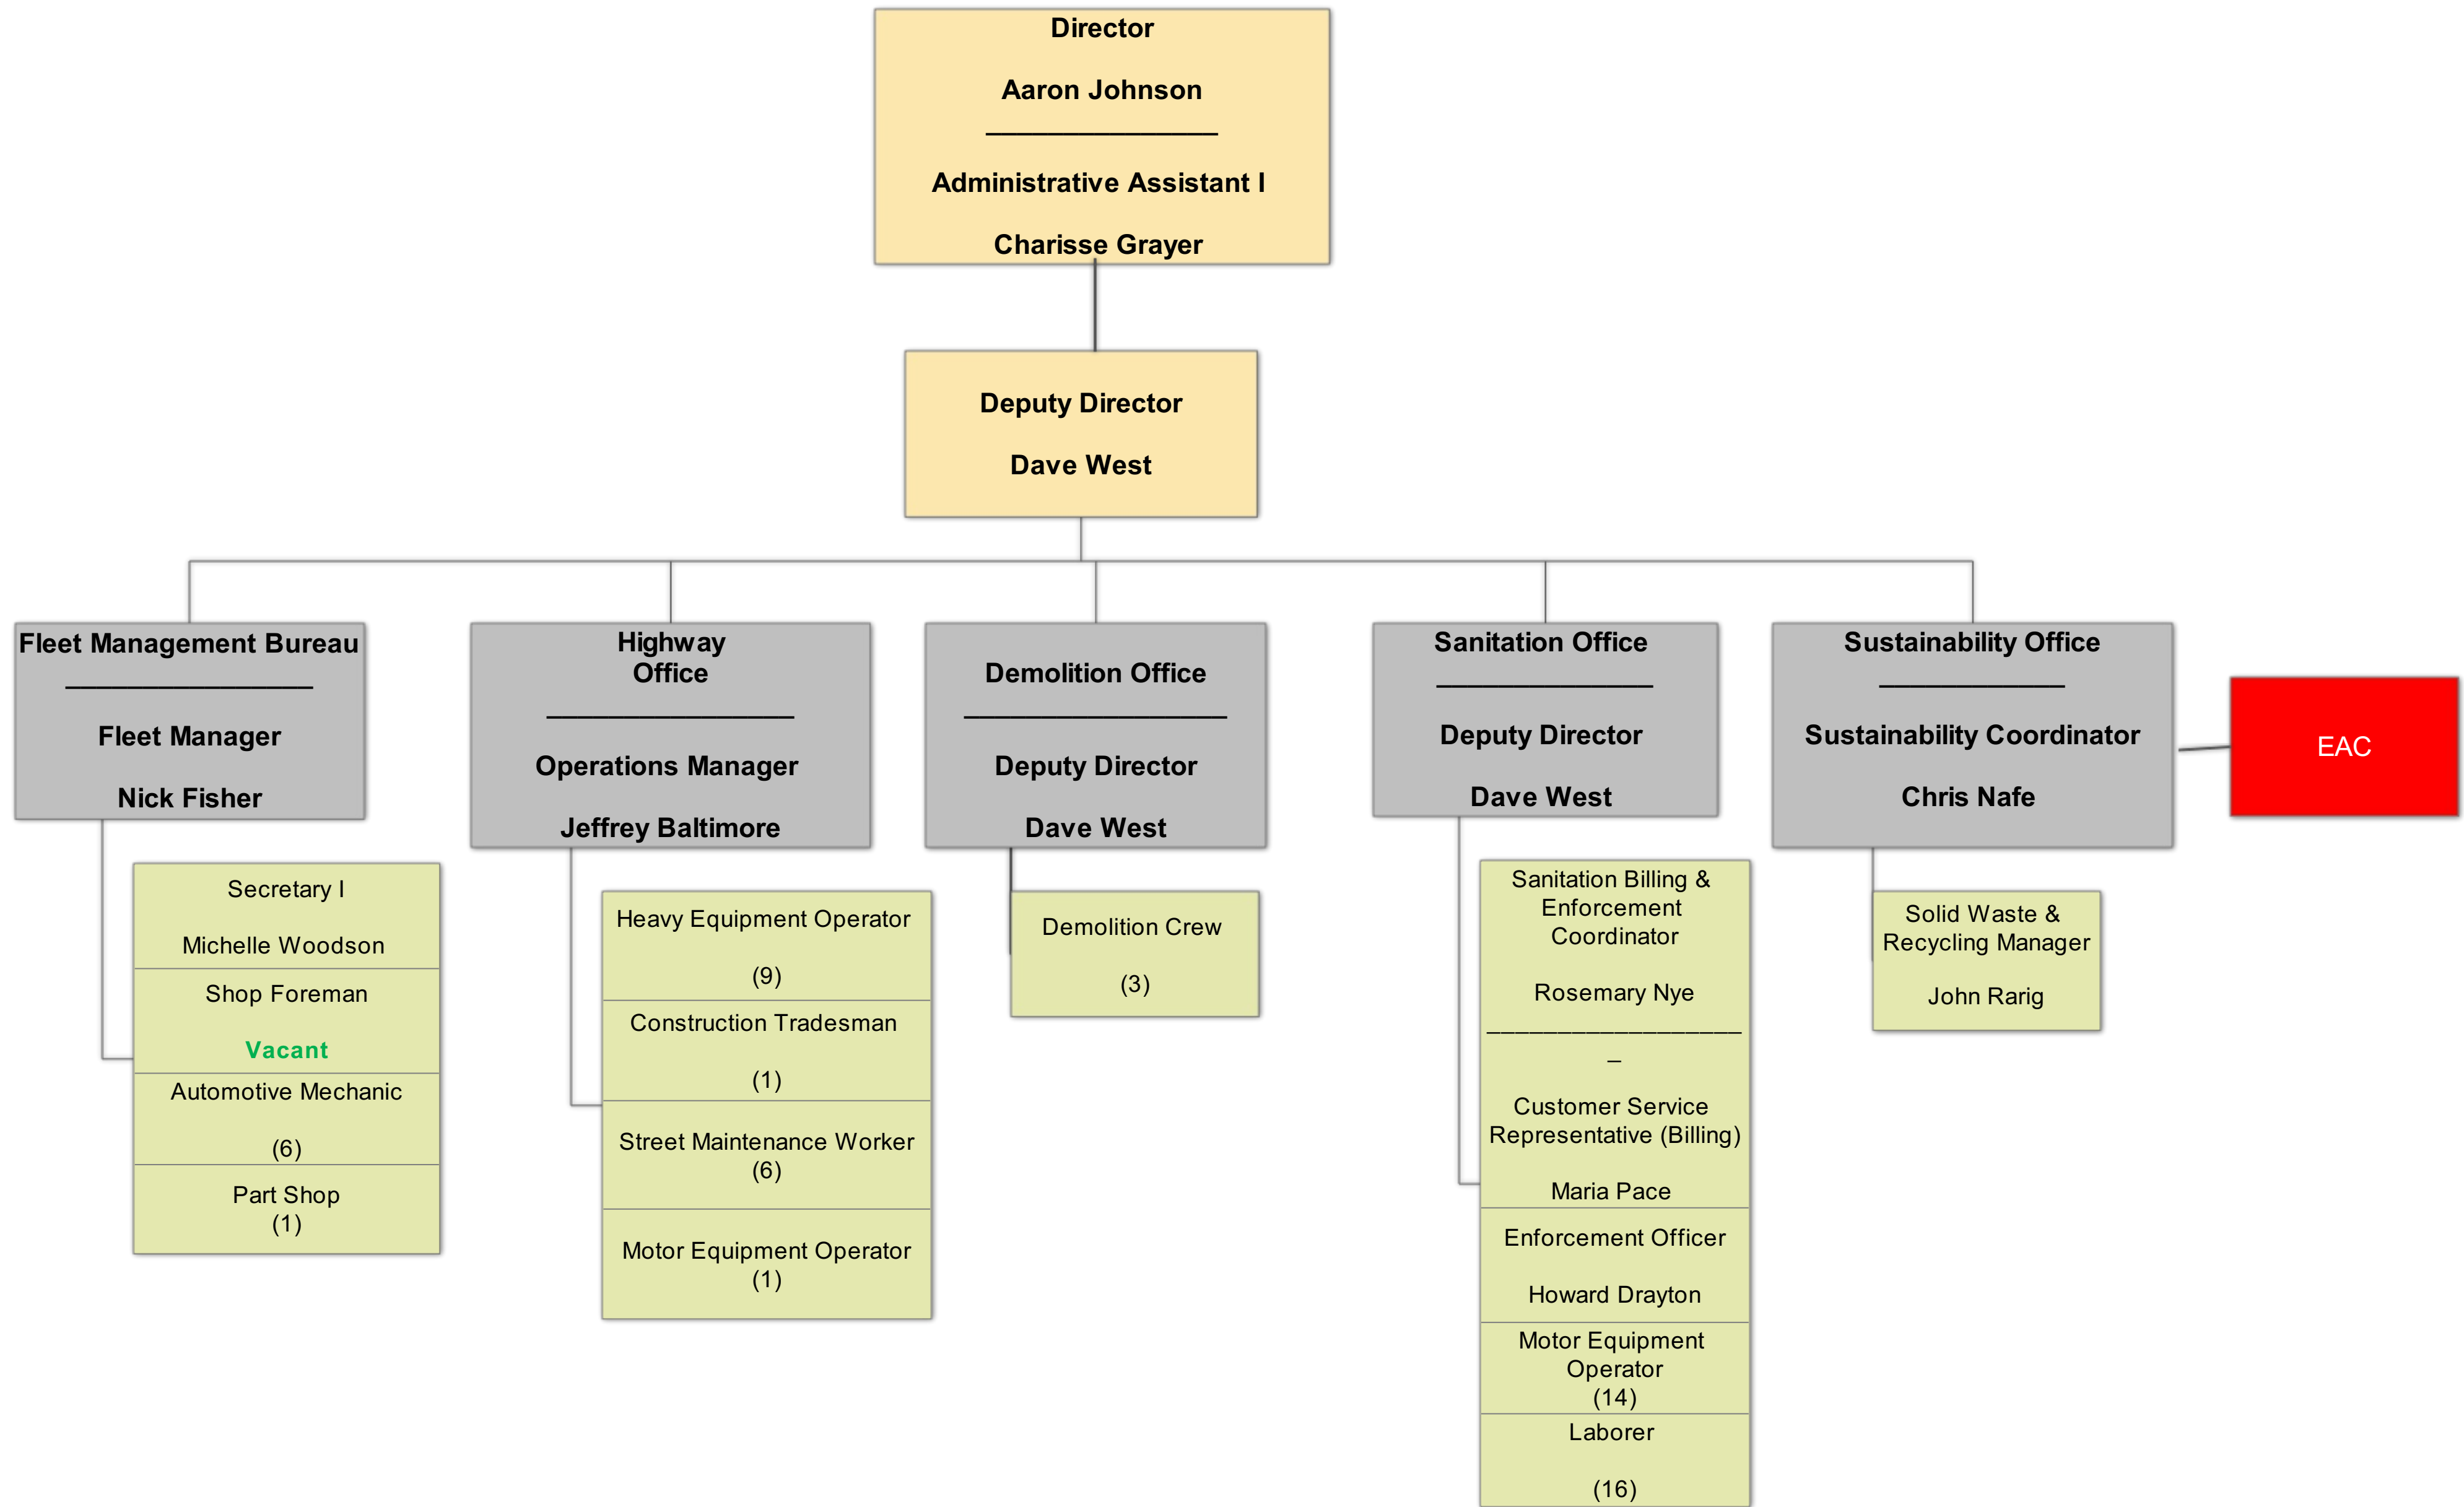 Director
Aaron Johnson
Administrative Assistant I
Charisse Grayer
Deputy Director
Dave West
Fleet Management Bureau
Fleet Manager
Nick Fisher
Secretary I
Michelle Woodson
Shop Foreman
Vacant
Automotive Mechanic
(6)
Part Shop
(1)
Highway
Office
Operations Manager
Jeffrey Baltimore
Heavy Equipment Operator
(9)
Construction Tradesman
(1)
Street Maintenance Worker
(6)
Motor Equipment Operator
(1)
Demolition Office
Deputy Director
Dave West
Demolition Crew
(3)
Sanitation Office
Deputy Director
Dave West
Sanitation Billing &
Enforcement
Coordinator
Rosemary Nye
Customer Service
Representative (Billing)
Maria Pace
Enforcement Officer
Howard Drayton
Motor Equipment
Operator
(14)
Laborer
(16)
Sustainability Office
Sustainability Coordinator
Chris Nafe
Solid Waste &
Recycling Manager
John Rarig
EAC